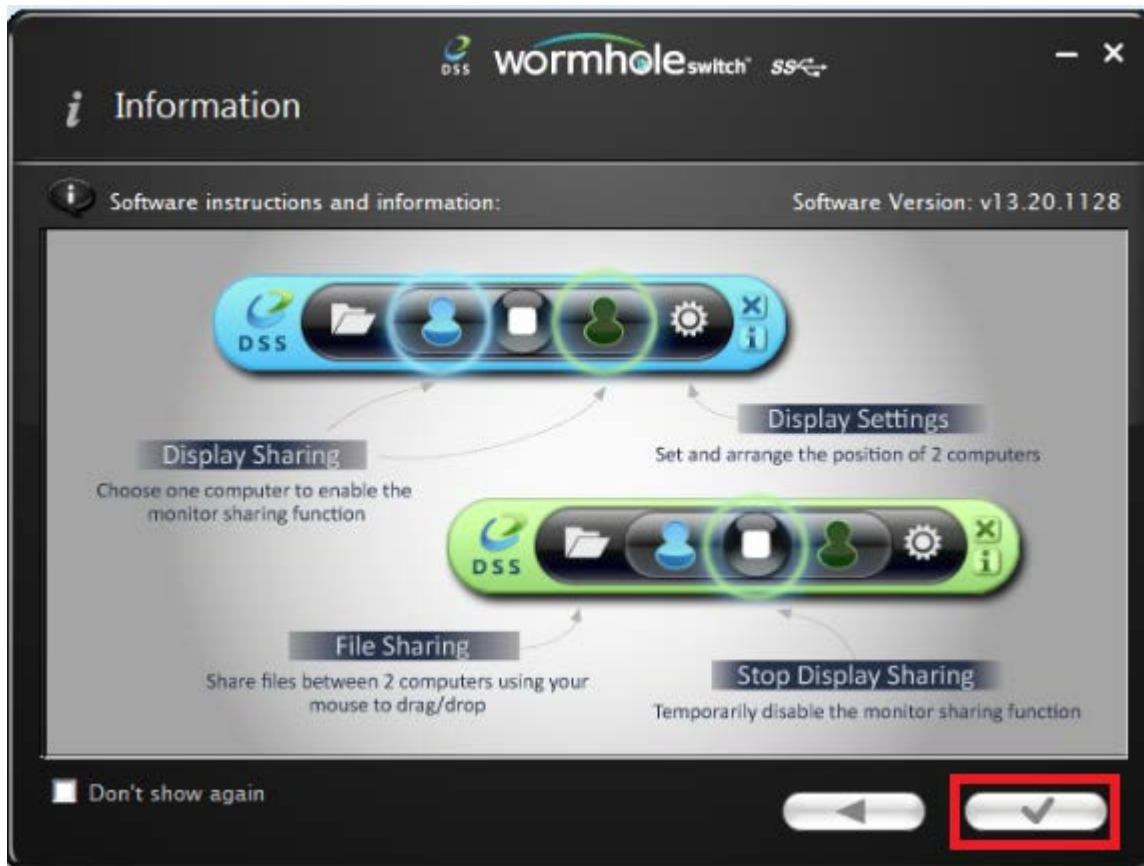 DSS wormhole switch™ SS
i Information
i Software instructions and information: Software Version: v13.20.1128
DSS
i
Display Sharing
Choose one computer to enable the
monitor sharing function
Display Settings
Set and arrange the position of 2 computers
DSS
i
File Sharing
Share files between 2 computers using your
mouse to drag/drop
Stop Display Sharing
Temporarily disable the monitor sharing function
Don't show again